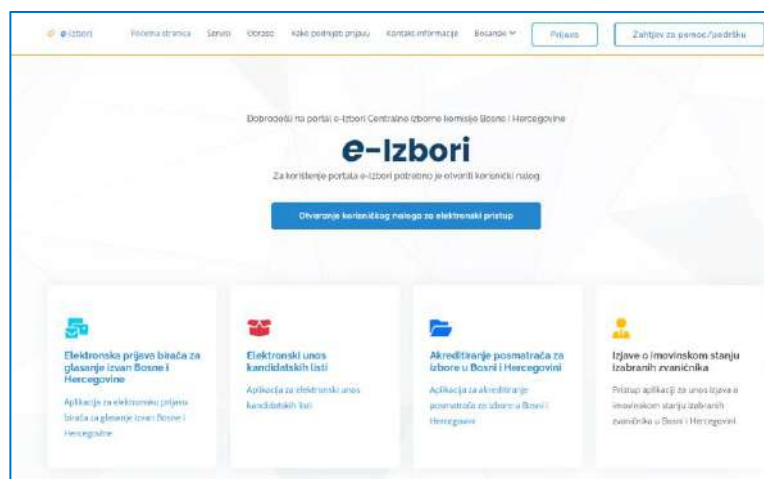 e-Izbori
Početna stranica Servisi Obrasci Kako podnijeti prijavu Kontakt informacije Bosanski Prijava Zahtjev za pomoć/podršku
Dobrodošli na portal e-Izbori Centralne izborne komisije Bosne i Hercegovine
e-Izbori
Za korištenje portala e-Izbori potrebno je otvoriti korisnički nalog
Otvaranje korisničkog naloga za elektronski pristup
Elektronska prijava birača za
glasanje izvan Bosne i
Hercegovine
Aplikacija za elektronsku prijavu
birača za glasanje izvan Bosne i
Hercegovine
Elektronski unos
kandidatskih listi
Aplikacija za elektronski unos
kandidatskih listi
Akreditiranje posmatrača za
izbore u Bosni i Hercegovini
Aplikacija za akreditiranje
posmatrača za izbore u Bosni i
Hercegovini
Izjave o imovinskom stanju
izabranih zvaničnika
Pristup aplikaciji za unos izjava o
imovinskom stanju izabranih
zvaničnika u Bosni i Hercegovini